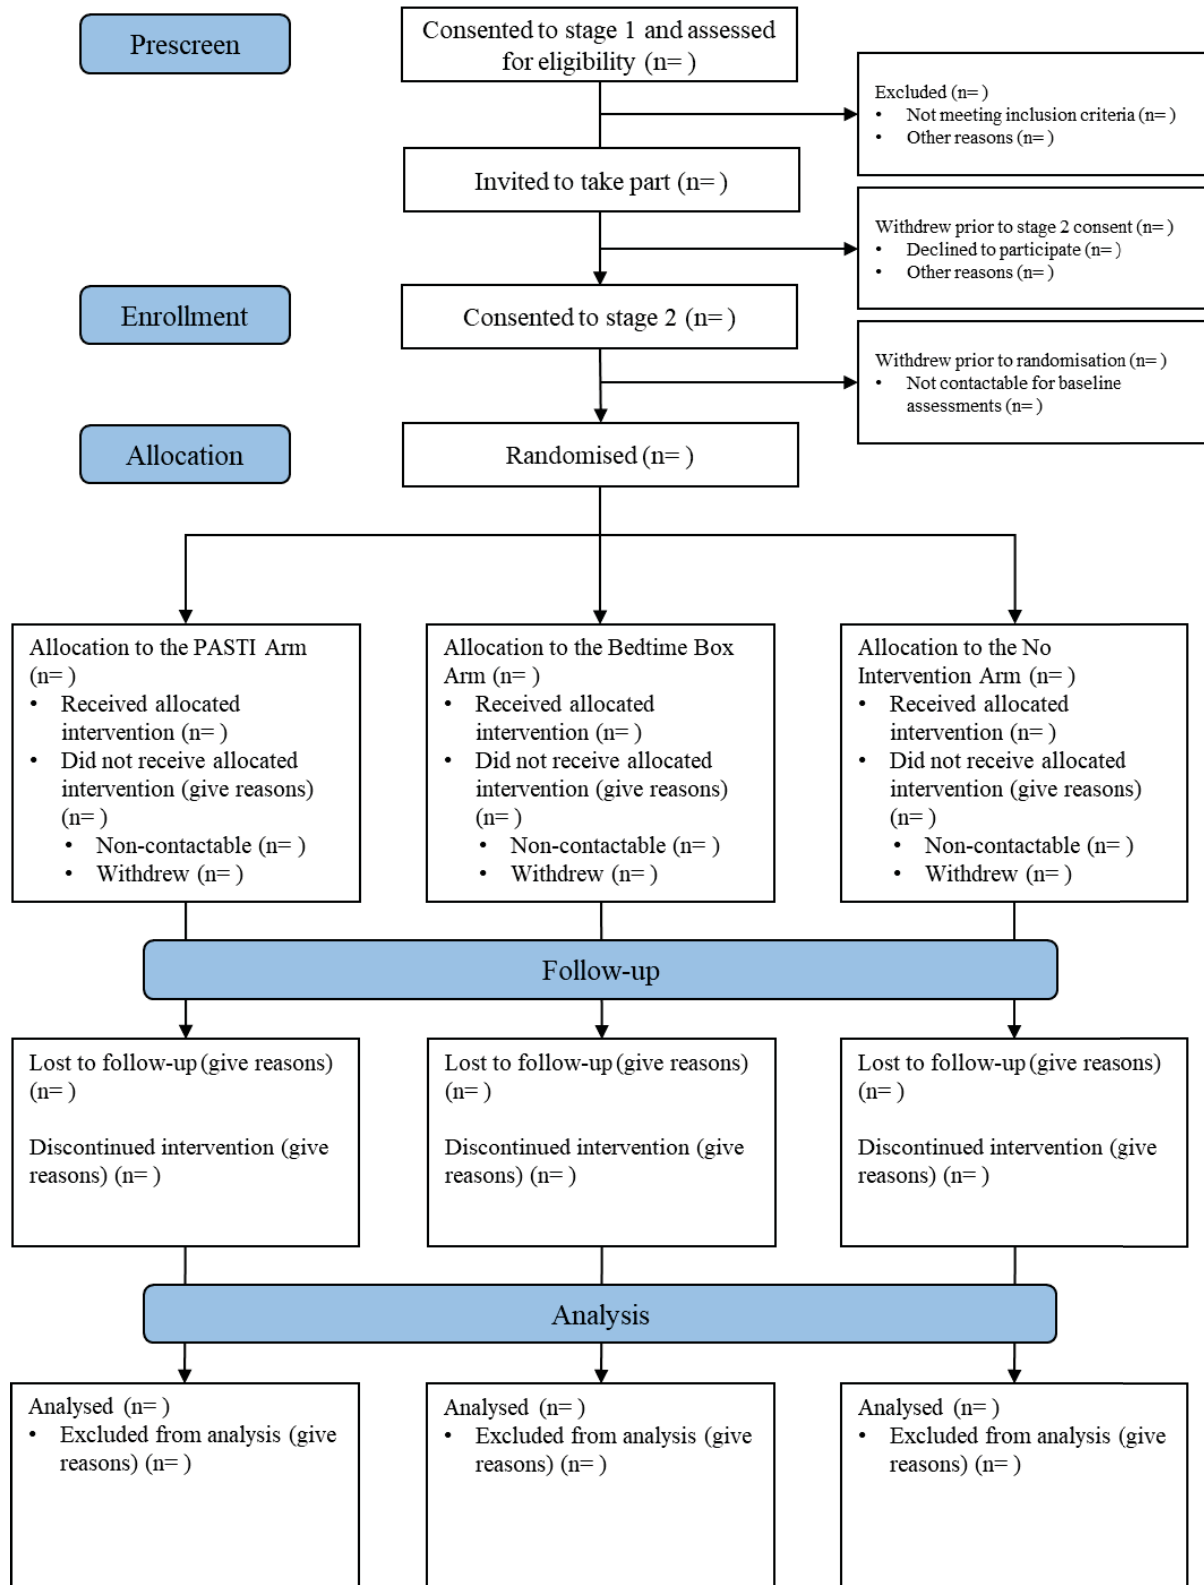 Prescreen
Consented to stage 1 and assessed
for eligibility (n= )
Excluded (n= )
• Not meeting inclusion criteria (n= )
• Other reasons (n= )
Invited to take part (n= )
Withdrew prior to stage 2 consent (n= )
• Declined to participate (n= )
• Other reasons (n= )
Enrollment
Consented to stage 2 (n= )
Withdrew prior to randomisation (n= )
• Not contactable for baseline
assessments (n= )
Allocation
Randomised (n= )
Allocation to the PASTI Arm
(n= )
• Received allocated
intervention (n= )
• Did not receive allocated
intervention (give reasons)
(n= )
• Non-contactable (n= )
• Withdrew (n= )
Allocation to the Bedtime Box
Arm (n= )
• Received allocated
intervention (n= )
• Did not receive allocated
intervention (give reasons)
(n= )
• Non-contactable (n= )
• Withdrew (n= )
Allocation to the No
Intervention Arm (n= )
• Received allocated
intervention (n= )
• Did not receive allocated
intervention (give reasons)
(n= )
• Non-contactable (n= )
• Withdrew (n= )
Follow-up
Lost to follow-up (give reasons)
(n= )
Discontinued intervention (give
reasons) (n= )
Lost to follow-up (give reasons)
(n= )
Discontinued intervention (give
reasons) (n= )
Lost to follow-up (give reasons)
(n= )
Discontinued intervention (give
reasons) (n= )
Analysis
Analysed (n= )
• Excluded from analysis (give
reasons) (n= )
Analysed (n= )
• Excluded from analysis (give
reasons) (n= )
Analysed (n= )
• Excluded from analysis (give
reasons) (n= )